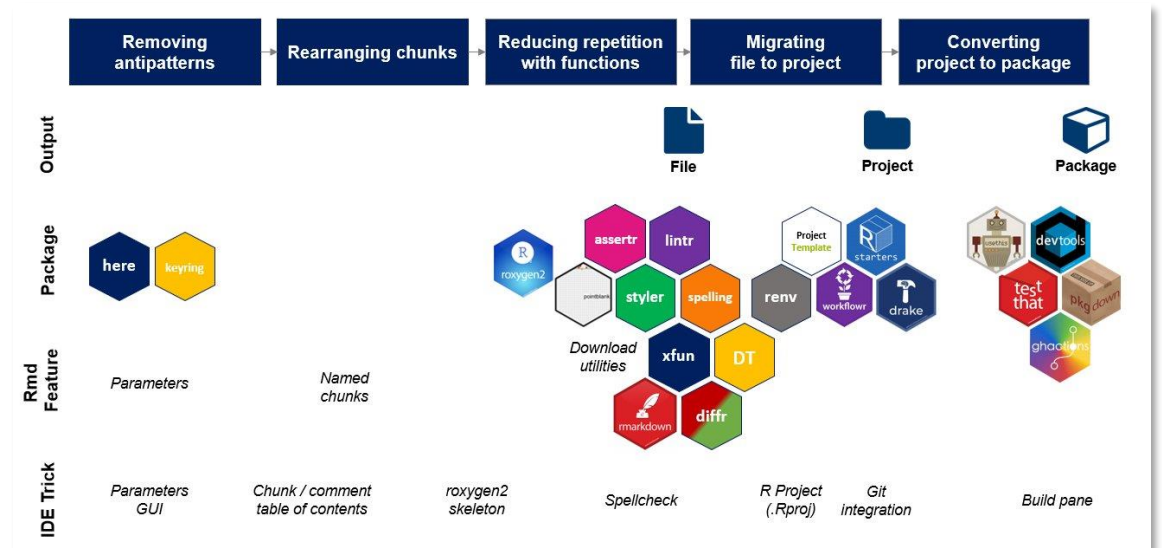 Removing
antipatterns
Rearranging chunks
Reducing repetition
with functions
Migrating
file to project
Converting
project to package
Output
File
Project
Package
Package
here
keyring
R
roxygen2
assertr
lintr
pointblank
styler
spelling
Project
Template
R
starters
renv
workflowr
drake
usethis
devtools
test
that
pkgdown
ghactions
xfun
DT
rmarkdown
diffr
Rmd
Feature
Parameters
Named
chunks
Download
utilities
IDE Trick
Parameters
GUI
Chunk / comment
table of contents
roxygen2
skeleton
Spellcheck
R Project
(.Rproj)
Git
integration
Build pane